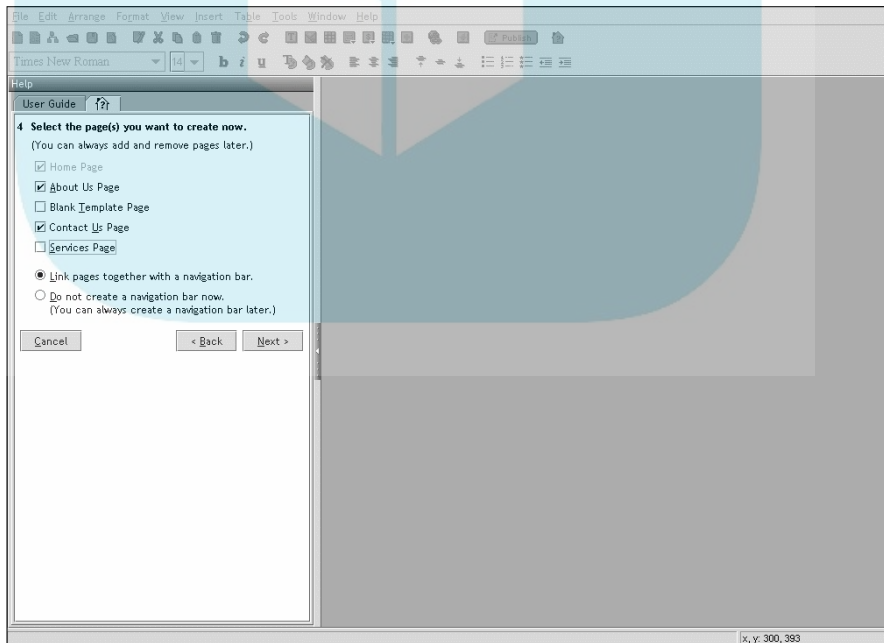 File Edit Arrange Format View Insert Table Tools Window Help
Publish
Times New Roman 14 b i u
Help
User Guide {?}
4 Select the page(s) you want to create now.
(You can always add and remove pages later.)
Home Page
About Us Page
Blank Template Page
Contact Us Page
Services Page
Link pages together with a navigation bar.
Do not create a navigation bar now.
(You can always create a navigation bar later.)
Cancel < Back Next >
x, y: 300, 393